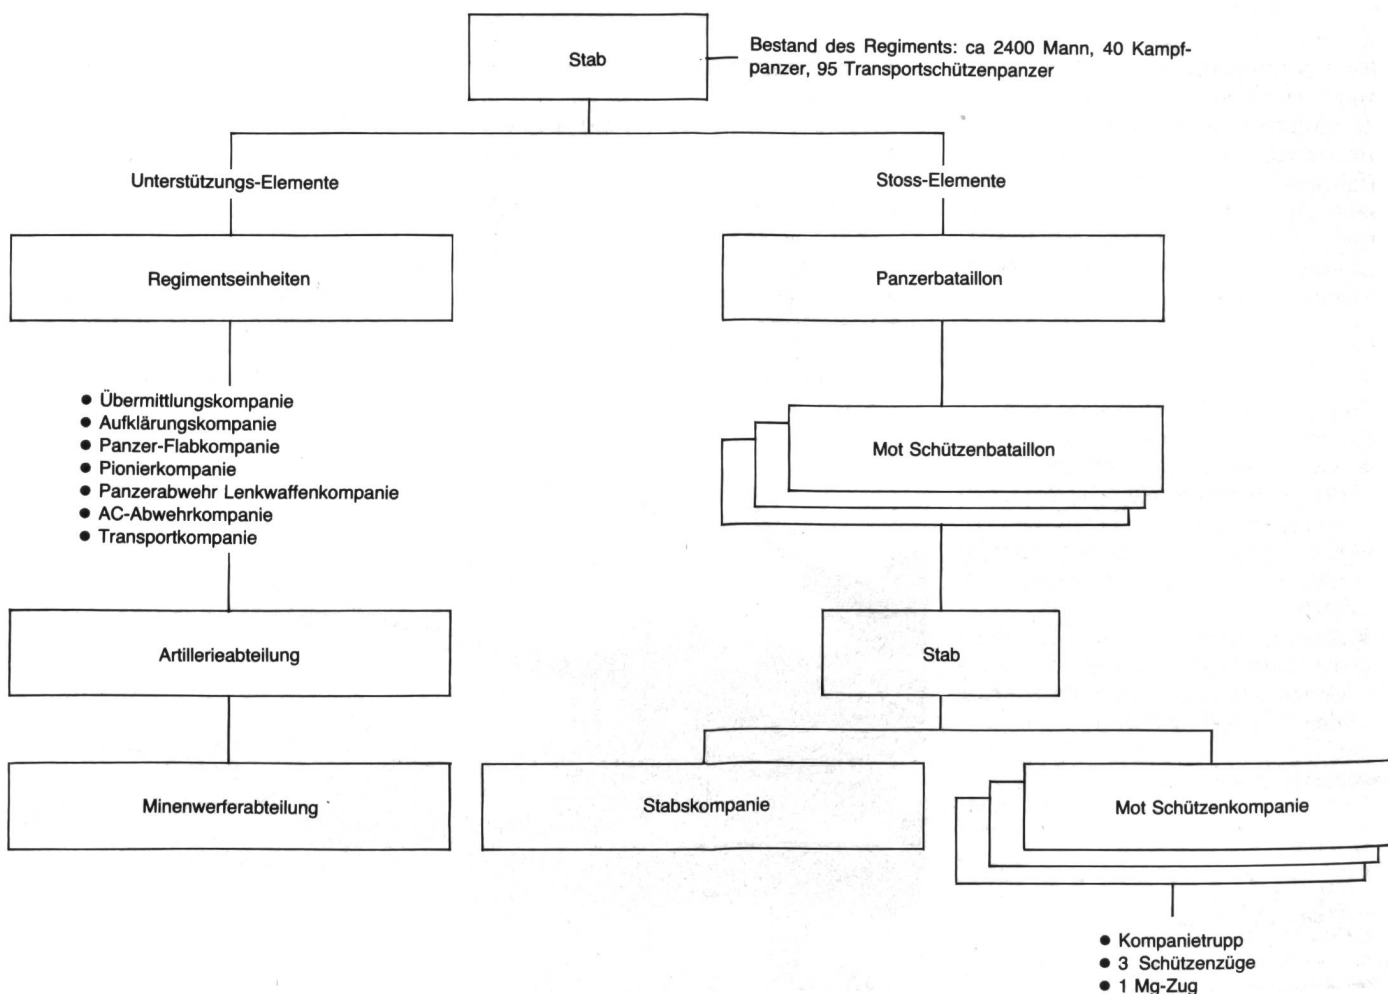 Stab
Bestand des Regiments: ca 2400 Mann, 40 Kampf-
panzer, 95 Transportschützenpanzer
Unterstützungs-Elemente
Stoss-Elemente
Regimentseinheiten
Panzerbataillon
● Übermittlungskompanie
● Aufklärungskompanie
● Panzer-Flabkompanie
● Pionierkompanie
● Panzerabwehr Lenkwaffenkompanie
● AC-Abwehrkompanie
● Transportkompanie
Mot Schützenbataillon
Artillerieabteilung
Stab
Minenwerferabteilung
Stabskompanie
Mot Schützenkompanie
● Kompanietrupp
● 3 Schützenzüge
● 1 Mg-Zug